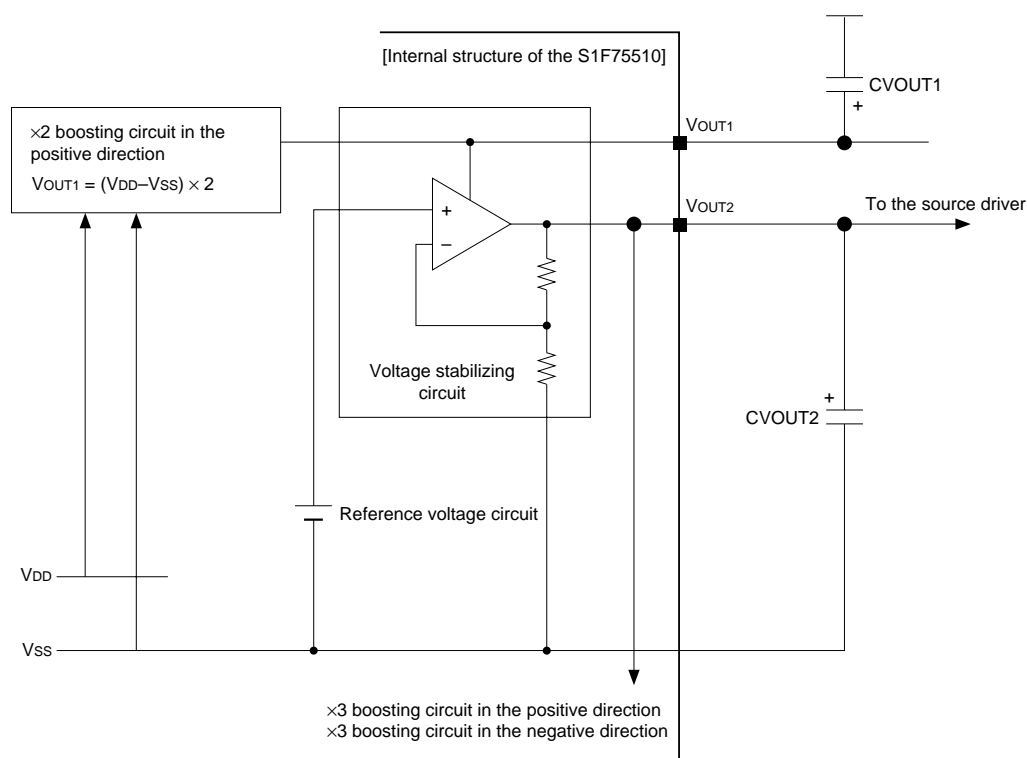 [Internal structure of the S1F75510]
CVOUT1
+
×2 boosting circuit in the
positive direction
VOUT1 = (VDD–VSS) × 2
VOUT1
VOUT2
To the source driver
+
–
Voltage stabilizing
circuit
+
CVOUT2
Reference voltage circuit
VDD
VSS
×3 boosting circuit in the positive direction
×3 boosting circuit in the negative direction